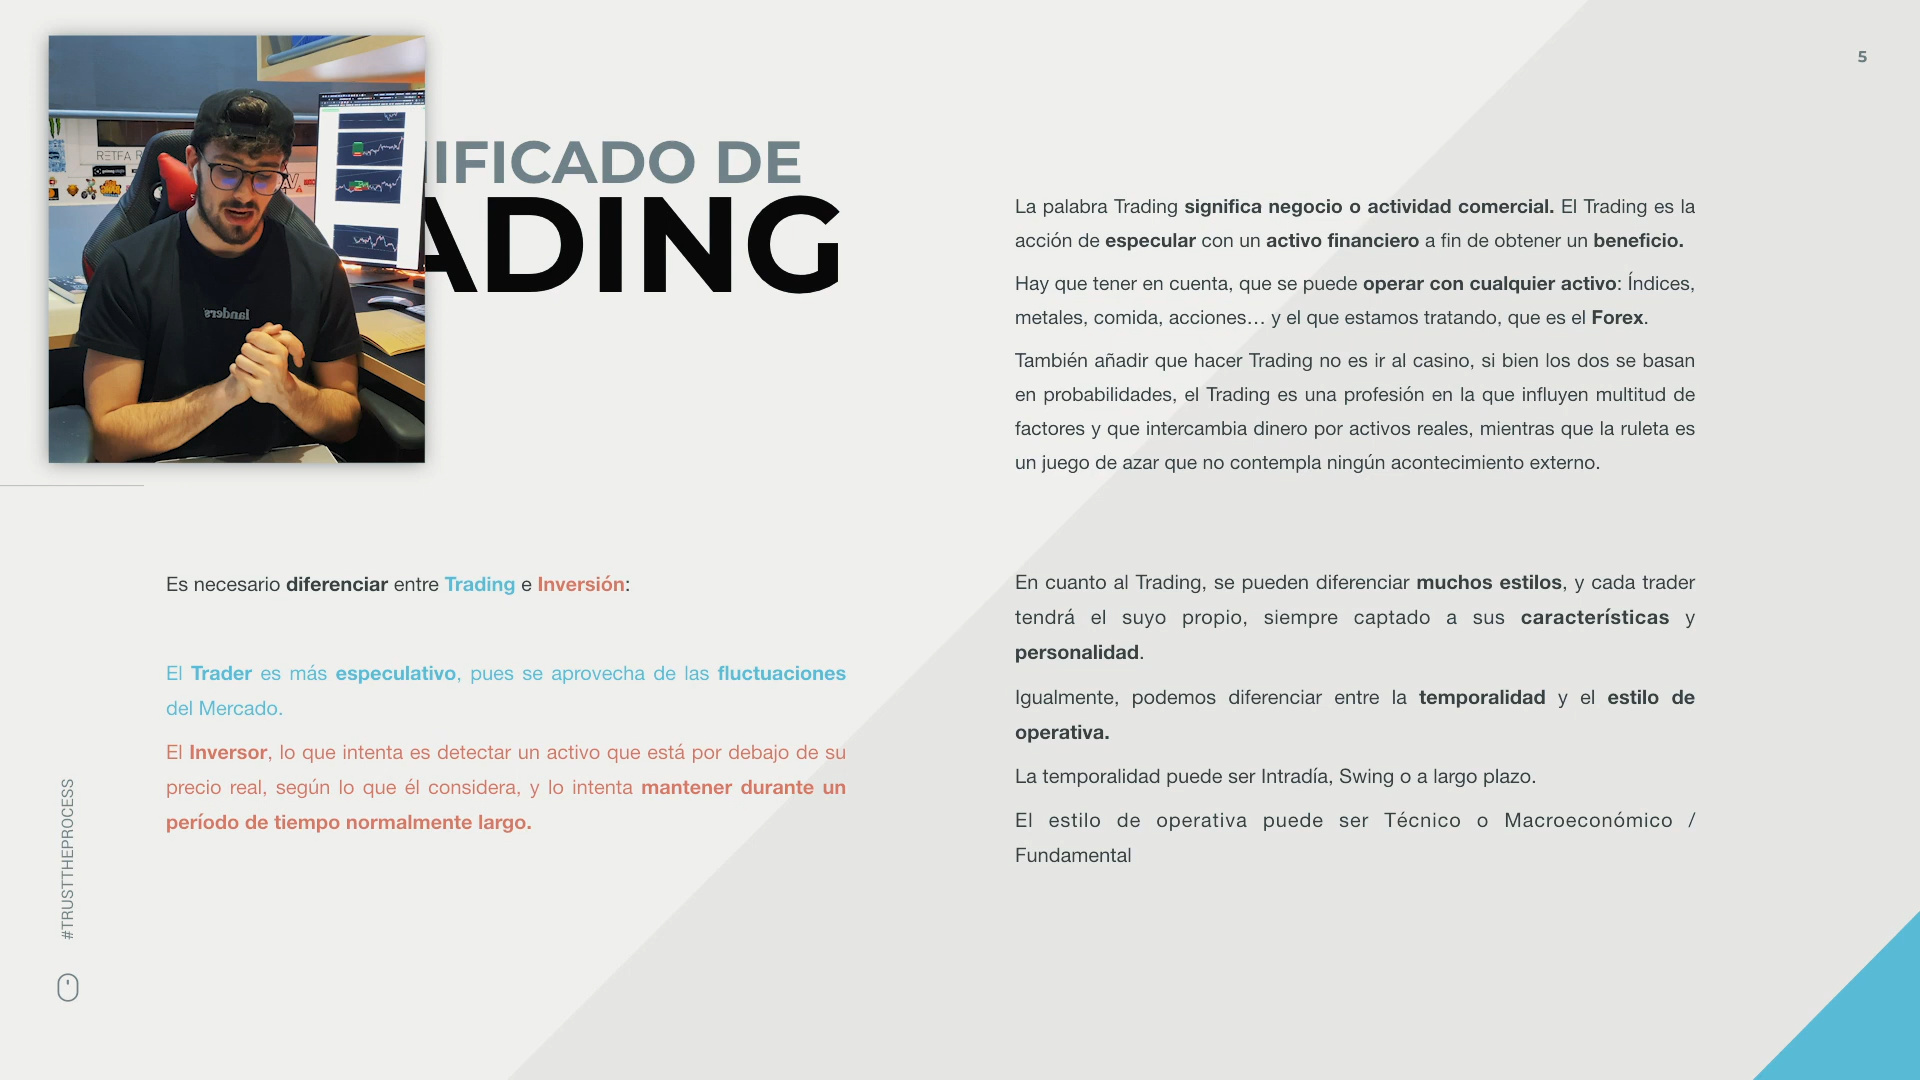 5
IFICADO DE
ADING
La palabra Trading significa negocio o actividad comercial. El Trading es la
acción de especular con un activo financiero a fin de obtener un beneficio.
Hay que tener en cuenta, que se puede operar con cualquier activo: Índices,
metales, comida, acciones… y el que estamos tratando, que es el Forex.
También añadir que hacer Trading no es ir al casino, si bien los dos se basan
en probabilidades, el Trading es una profesión en la que influyen multitud de
factores y que intercambia dinero por activos reales, mientras que la ruleta es
un juego de azar que no contempla ningún acontecimiento externo.
Es necesario diferenciar entre Trading e Inversión:
El Trader es más especulativo, pues se aprovecha de las fluctuaciones
del Mercado.
El Inversor, lo que intenta es detectar un activo que está por debajo de su
precio real, según lo que él considera, y lo intenta mantener durante un
período de tiempo normalmente largo.
En cuanto al Trading, se pueden diferenciar muchos estilos, y cada trader
tendrá el suyo propio, siempre captado a sus características y
personalidad.
Igualmente, podemos diferenciar entre la temporalidad y el estilo de
operativa.
La temporalidad puede ser Intradía, Swing o a largo plazo.
El estilo de operativa puede ser Técnico o Macroeconómico /
Fundamental
#TRUSTTHEPROCESS
landers